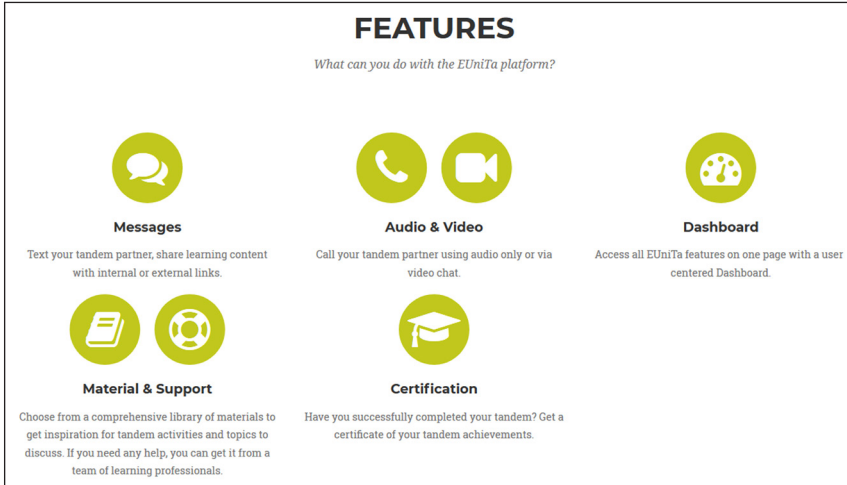 FEATURES
What can you do with the EUniTa platform?
Messages
Text your tandem partner, share learning content
with internal or external links.
Audio & Video
Call your tandem partner using audio only or via
video chat.
Dashboard
Access all EUniTa features on one page with a user
centered Dashboard.
Material & Support
Choose from a comprehensive library of materials to
get inspiration for tandem activities and topics to
discuss. If you need any help, you can get it from a
team of learning professionals.
Certification
Have you successfully completed your tandem? Get a
certificate of your tandem achievements.